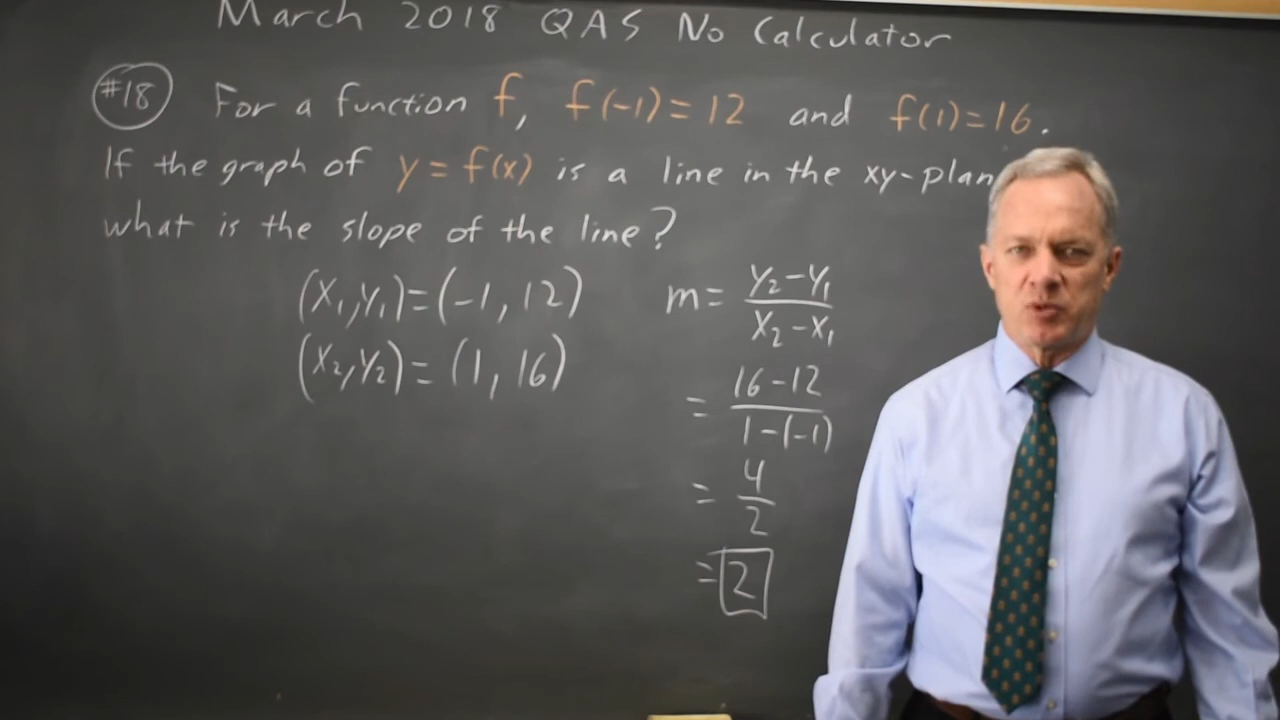 March 2018 QAS No Calculator
#18 For a function f, f(-1)=12 and f(1)=16.
If the graph of y=f(x) is a line in the xy-plan
what is the slope of the line?
(x₁,y₁)=(-1, 12)
(x₂,y₂)=(1, 16)
m= y₂-y₁
x₂-x₁
= 16-12
1-(-1)
= 4
2
=2